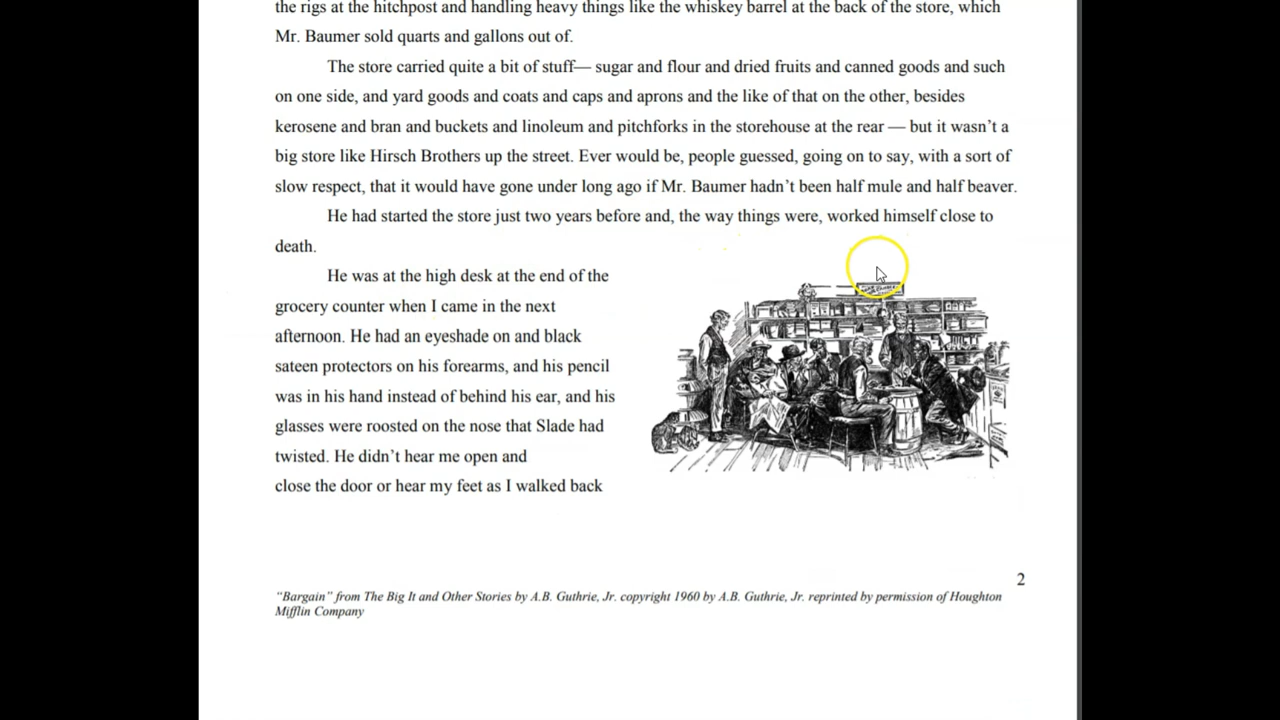 the rigs at the hitchpost and handling heavy things like the whiskey barrel at the back of the store, which
Mr. Baumer sold quarts and gallons out of.
The store carried quite a bit of stuff— sugar and flour and dried fruits and canned goods and such
on one side, and yard goods and coats and caps and aprons and the like of that on the other, besides
kerosene and bran and buckets and linoleum and pitchforks in the storehouse at the rear — but it wasn’t a
big store like Hirsch Brothers up the street. Ever would be, people guessed, going on to say, with a sort of
slow respect, that it would have gone under long ago if Mr. Baumer hadn’t been half mule and half beaver.
He had started the store just two years before and, the way things were, worked himself close to
death.
He was at the high desk at the end of the
grocery counter when I came in the next
afternoon. He had an eyeshade on and black
sateen protectors on his forearms, and his pencil
was in his hand instead of behind his ear, and his
glasses were roosted on the nose that Slade had
twisted. He didn’t hear me open and
close the door or hear my feet as I walked back
2
“Bargain” from The Big It and Other Stories by A.B. Guthrie, Jr. copyright 1960 by A.B. Guthrie, Jr. reprinted by permission of Houghton
Mifflin Company